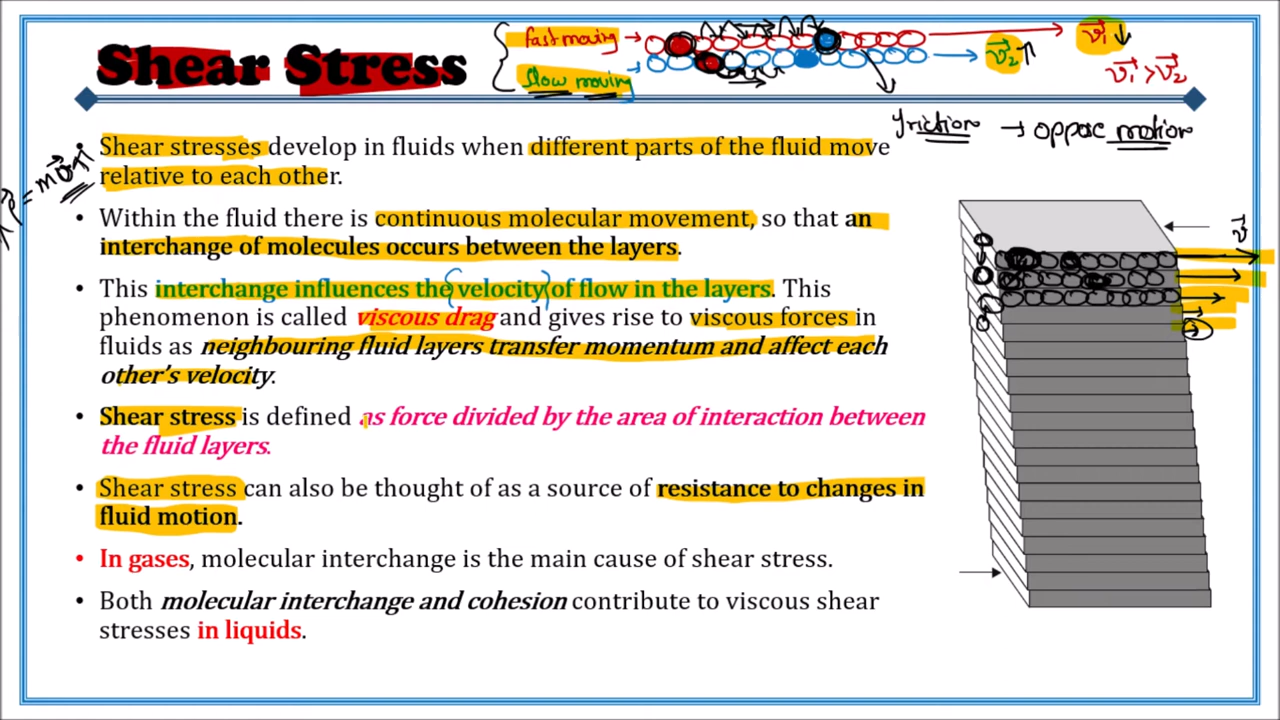 Shear Stress
fast moving
slow moving
v₁ ↓
v₂ ↑
v₁ > v₂
friction → oppose motion
• Shear stresses develop in fluids when different parts of the fluid move
relative to each other.
• Within the fluid there is continuous molecular movement, so that an
interchange of molecules occurs between the layers.
• This interchange influences the velocity of flow in the layers. This
phenomenon is called viscous drag and gives rise to viscous forces in
fluids as neighbouring fluid layers transfer momentum and affect each
other's velocity.
• Shear stress is defined as force divided by the area of interaction between
the fluid layers.
• Shear stress can also be thought of as a source of resistance to changes in
fluid motion.
• In gases, molecular interchange is the main cause of shear stress.
• Both molecular interchange and cohesion contribute to viscous shear
stresses in liquids.